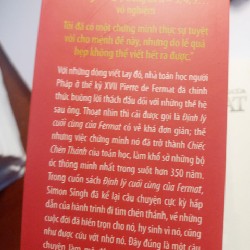 vô nghiệm
Tôi đã có một chứng minh thực sự tuyệt
vời cho mệnh đề này, nhưng do lề quá
hẹp không thể viết hết ra được."
Với những dòng viết tay đó, nhà toán học người
Pháp ở thế kỷ XVII Pierre de Fermat đã chính
thức buông lời thách đấu đối với những thế hệ
sau ông. Thoạt nhìn thì cái được gọi là Định lý
cuối cùng của Fermat có vẻ khá đơn giản; thế
nhưng việc chứng minh nó đã trở thành Chiếc
Chén Thánh của toán học, làm khổ sở những bộ
óc thông minh nhất trong suốt hơn 350 năm.
Trong cuốn sách Định lý cuối cùng của Fermat,
Simon Singh đã kể lại câu chuyện cực kỳ hấp
dẫn của hành trình đi tìm chén thánh, về những
cuộc đời đã hiến trọn cho nó, hy sinh vì nó, cũng
như được cứu vớt nhờ nó. Đây đúng là một câu
chuyện làm